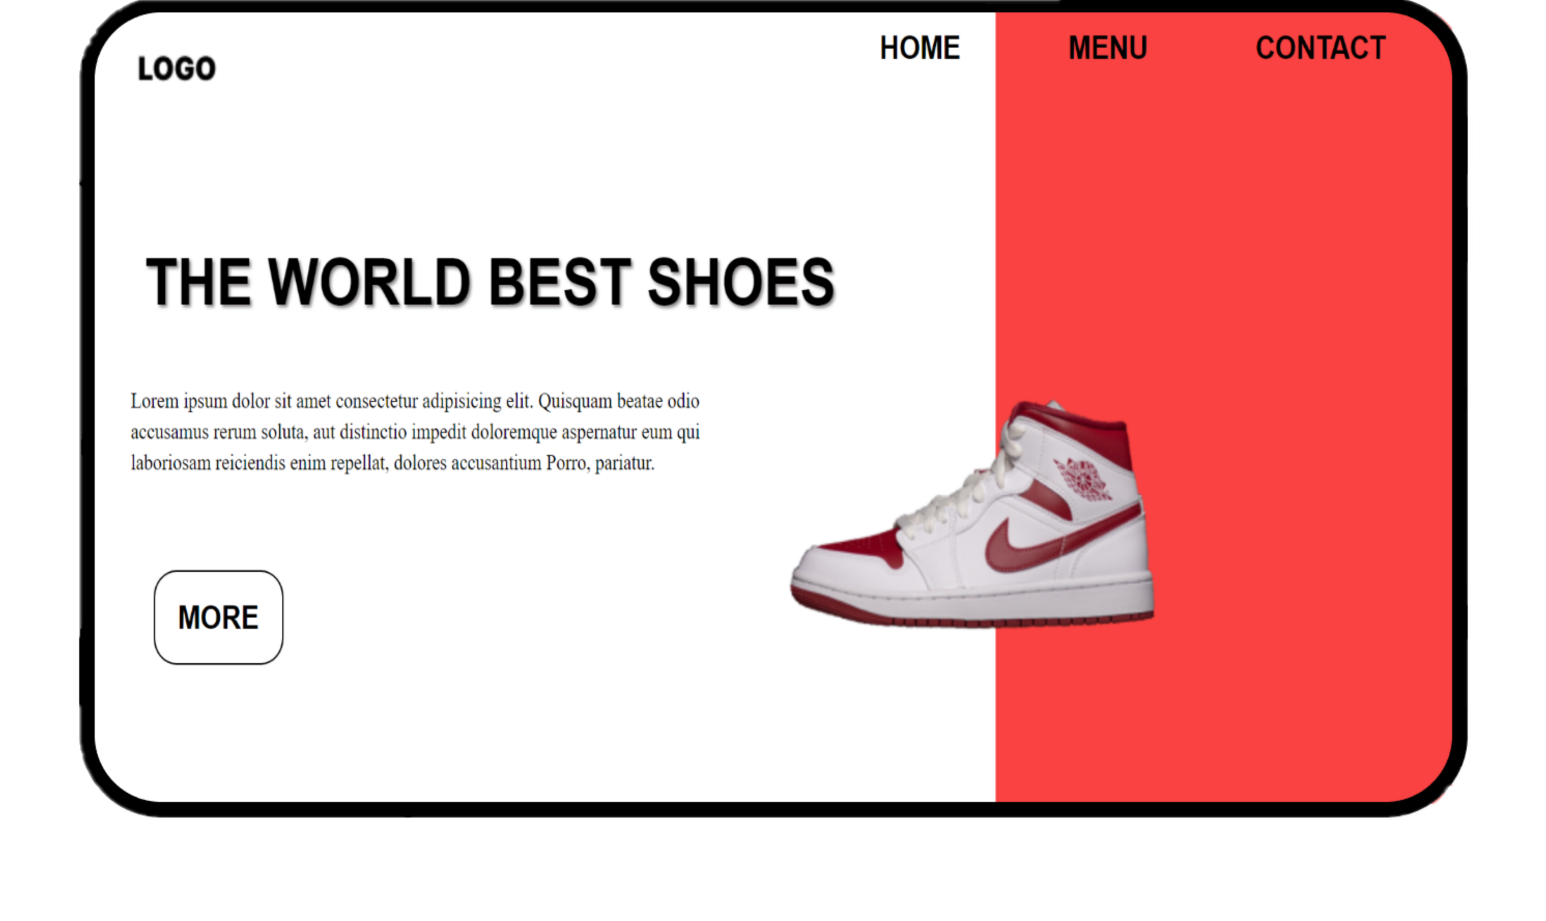 LOGO
HOME MENU CONTACT
THE WORLD BEST SHOES
Lorem ipsum dolor sit amet consectetur adipisicing elit. Quisquam beatae odio
accusamus rerum soluta, aut distinctio impedit doloremque aspernatur eum qui
laboriosam reiciendis enim repellat, dolores accusantium Porro, pariatur.
MORE